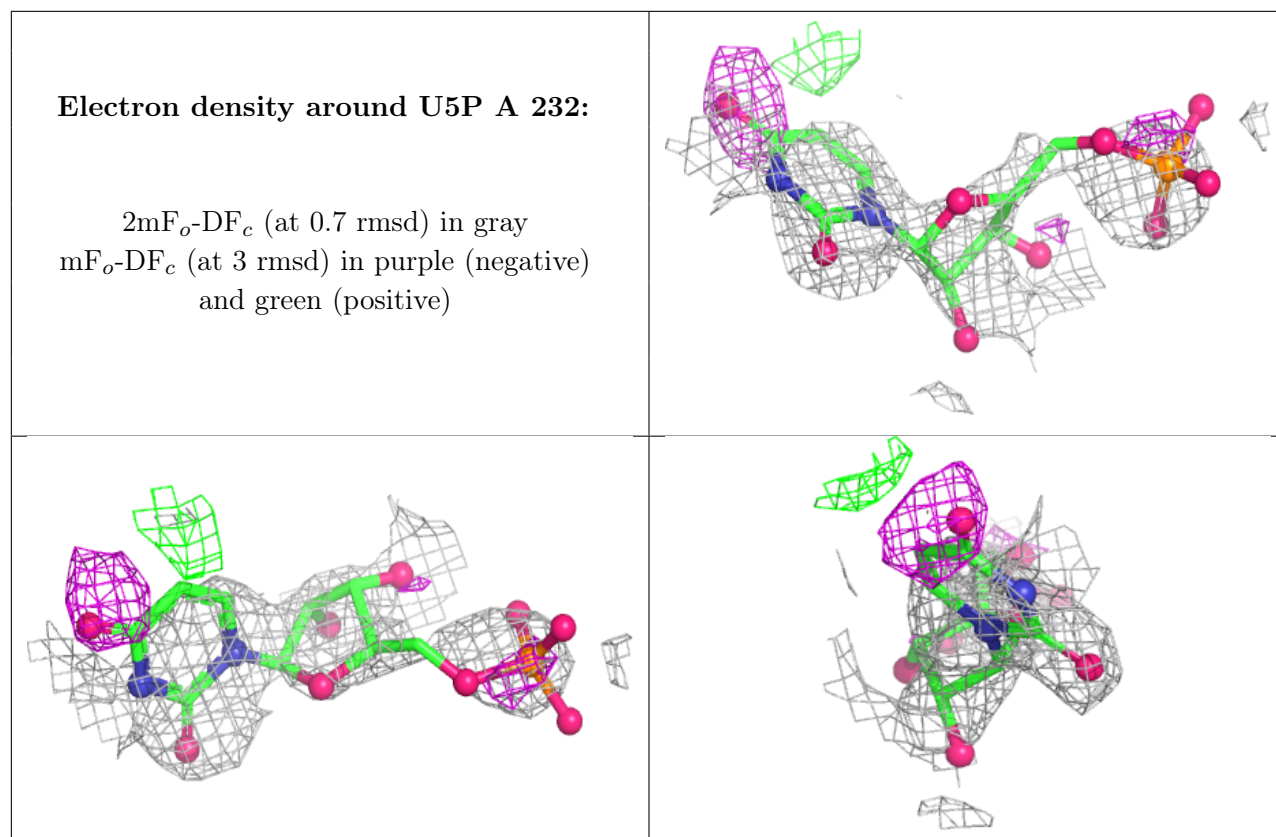 Electron density around U5P A 232:
2mFo-DFc (at 0.7 rmsd) in gray
mFo-DFc (at 3 rmsd) in purple (negative)
and green (positive)